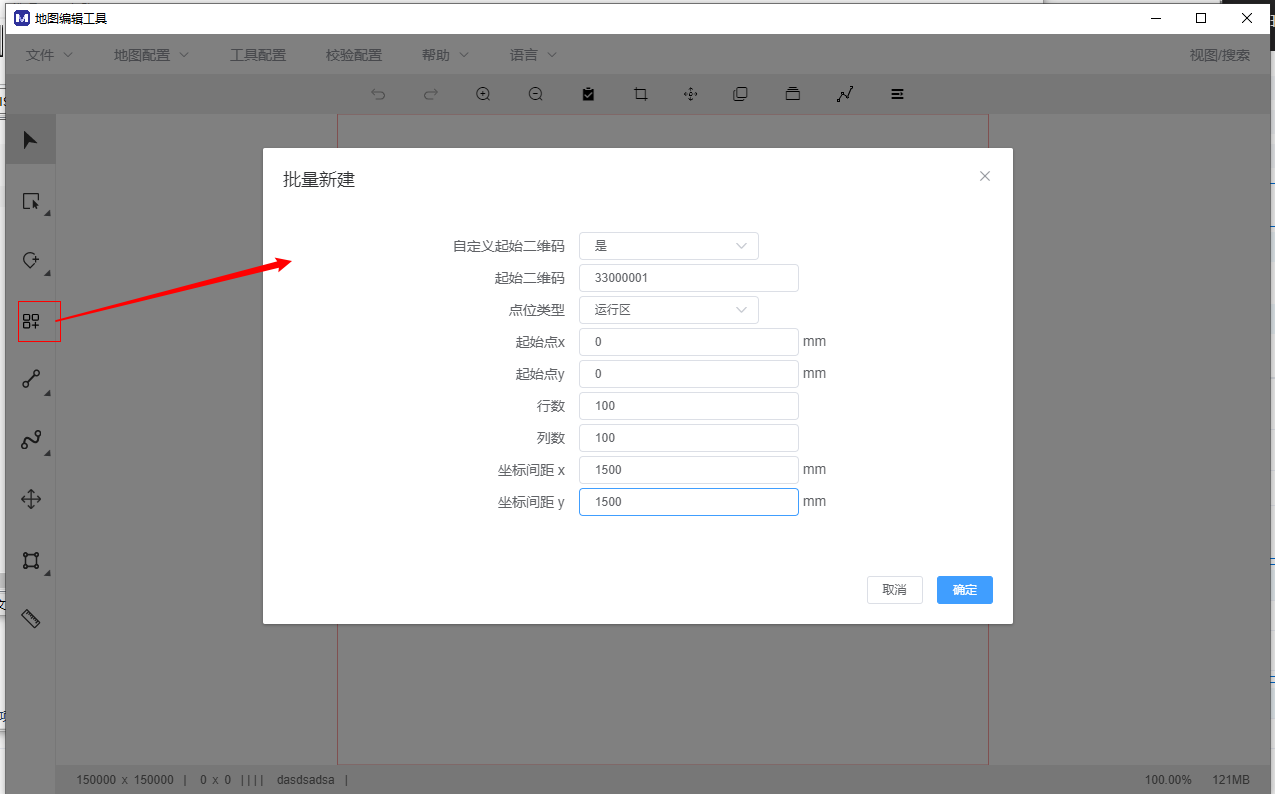 地图编辑工具
文件 地图配置 工具配置 校验配置 帮助 语言 视图/搜索
批量新建
自定义起始二维码 是
起始二维码 33000001
点位类型 运行区
起始点x 0 mm
起始点y 0 mm
行数 100
列数 100
坐标间距 x 1500 mm
坐标间距 y 1500 mm
取消 确定
150000 x 150000 | 0 x 0 | | | | dasdsadsa | 100.00% 121MB